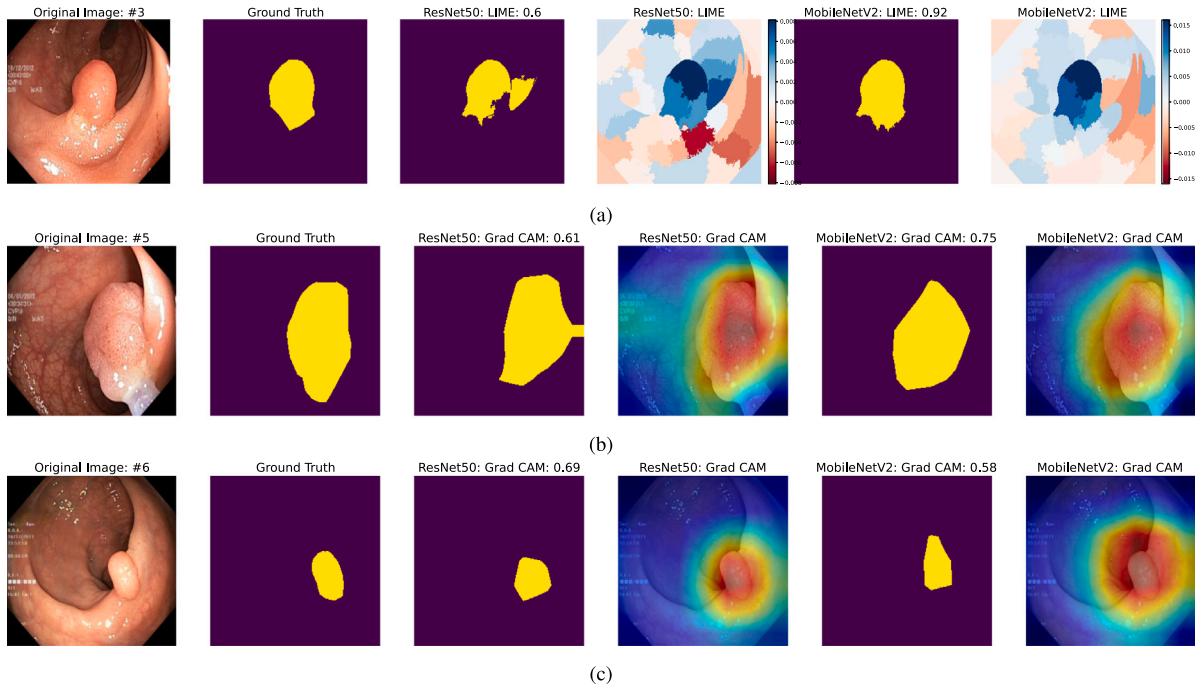 Original Image: #3 Ground Truth ResNet50: LIME: 0.6 ResNet50: LIME MobileNetV2: LIME: 0.92 MobileNetV2: LIME
0.015
0.010
0.005
0.000
−0.005
−0.010
−0.015
(a)
Original Image: #5 Ground Truth ResNet50: Grad CAM: 0.61 ResNet50: Grad CAM MobileNetV2: Grad CAM: 0.75 MobileNetV2: Grad CAM
(b)
Original Image: #6 Ground Truth ResNet50: Grad CAM: 0.69 ResNet50: Grad CAM MobileNetV2: Grad CAM: 0.58 MobileNetV2: Grad CAM
(c)